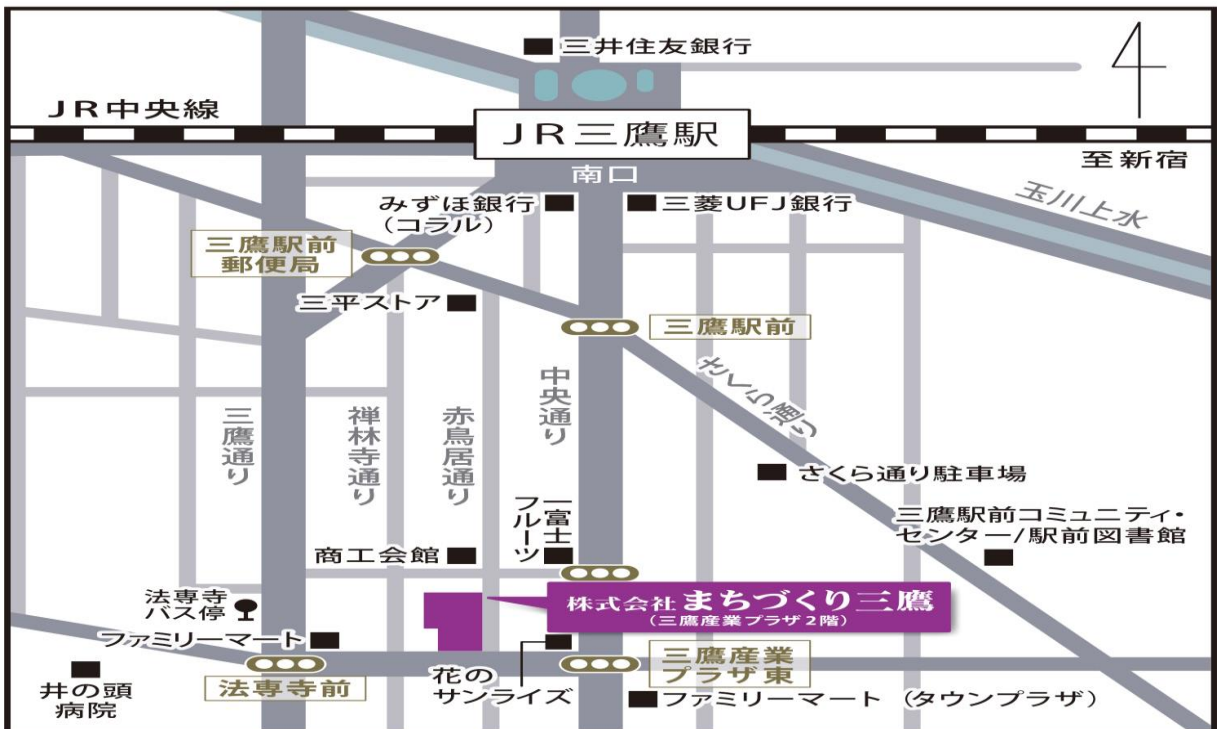 三井住友銀行
4
JR中央線
JR三鷹駅
至新宿
南口
玉川上水
みずほ銀行
(コラル)
三菱UFJ銀行
三鷹駅前
郵便局
三平ストア
三鷹駅前
さくら通り
中央通り
三鷹通り
禅林寺通り
赤鳥居通り
さくら通り駐車場
三鷹駅前コミュニティ・
センター/駅前図書館
一富士
フルーツ
商工会館
法専寺
バス停
株式会社 まちづくり三鷹
(三鷹産業プラザ2階)
ファミリーマート
三鷹産業
プラザ東
花の
サンライズ
井の頭
病院
法専寺前
ファミリーマート (タウンプラザ)